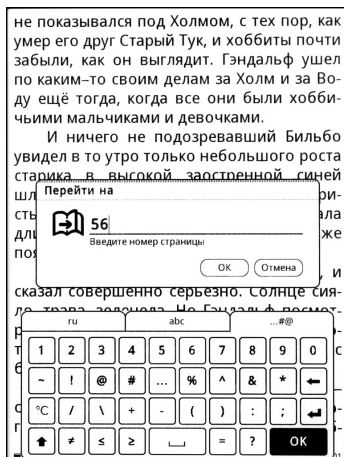 не показывался под Холмом, с тех пор, как
умер его друг Старый Тук, и хоббиты почти
забыли, как он выглядит. Гэндальф ушел
по каким-то своим делам за Холм и за Во-
ду ещё тогда, когда все они были хобби-
чьими мальчиками и девочками.
И ничего не подозревавший Бильбо
увидел в то утро только небольшого роста
старика в высокой заостренной синей
Перейти на
56
Введите номер страницы
ОК Отмена
, и
сказал совершенно серьезно. Солнце сия-
ru abc ...#@
1 2 3 4 5 6 7 8 9 0
~ ! @ # ... % ^ & * ←
°C / \ + - ( ) : ; ↵
⬆ ≠ ≤ ≥ = ? OK